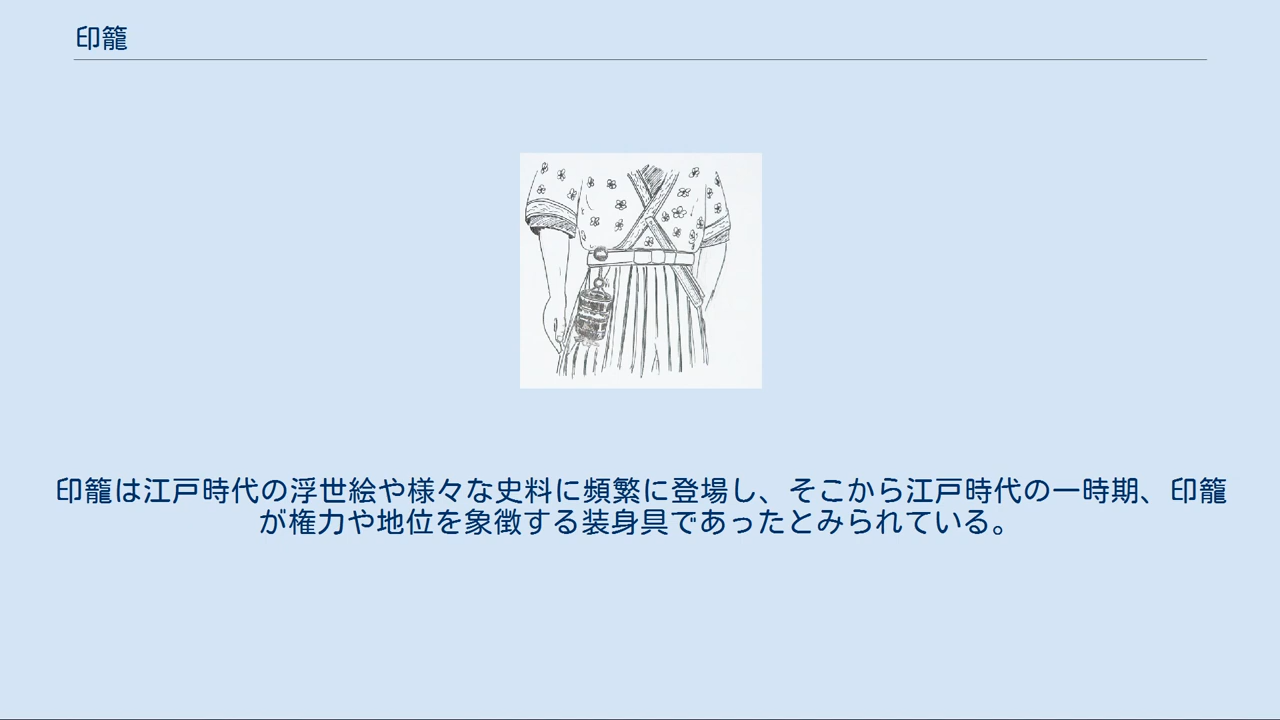 印籠
印籠は江戸時代の浮世絵や様々な史料に頻繁に登場し、そこから江戸時代の一時期、印籠
が権力や地位を象徴する装身具であったとみられている。